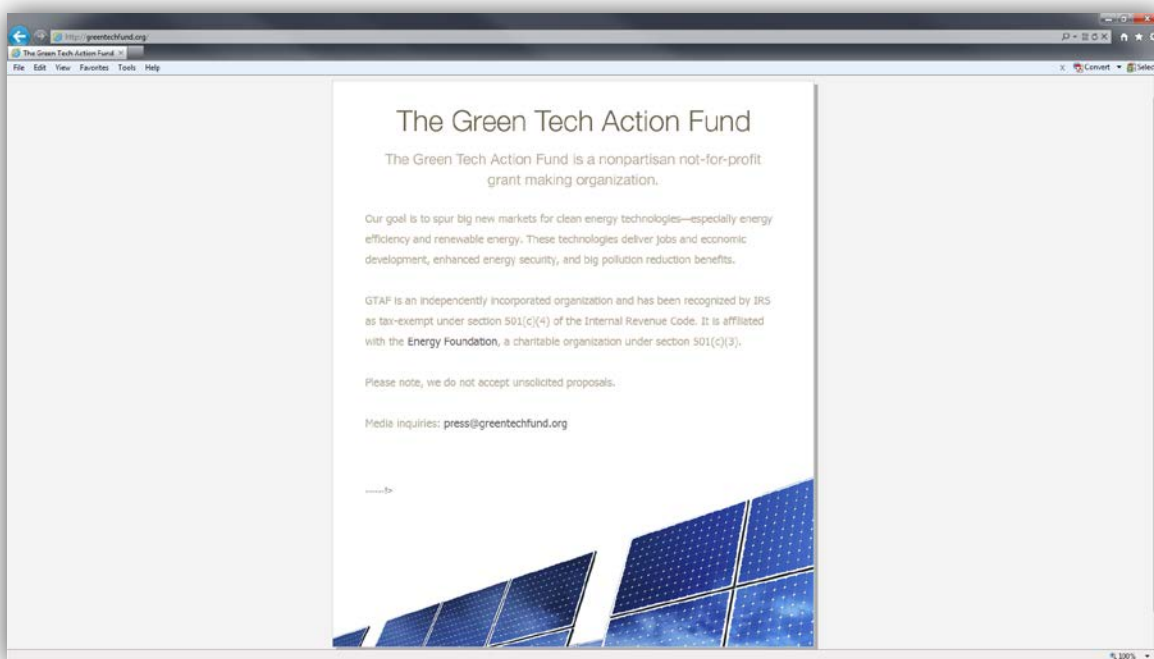 http://greentechfund.org/
The Green Tech Action Fund
File Edit View Favorites Tools Help
Convert
Select
The Green Tech Action Fund
The Green Tech Action Fund is a nonpartisan not-for-profit
grant making organization.
Our goal is to spur big new markets for clean energy technologies—especially energy
efficiency and renewable energy. These technologies deliver jobs and economic
development, enhanced energy security, and big pollution reduction benefits.
GTAF is an independently incorporated organization and has been recognized by IRS
as tax-exempt under section 501(c)(4) of the Internal Revenue Code. It is affiliated
with the Energy Foundation, a charitable organization under section 501(c)(3).
Please note, we do not accept unsolicited proposals.
Media inquiries: press@greentechfund.org
100%